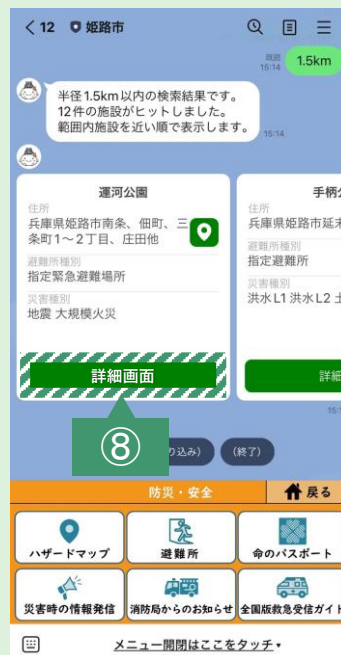 < 12 姫路市
既読
15:14
1.5km
半径1.5km以内の検索結果です。
12件の施設がヒットしました。
範囲内施設を近い順で表示します。
15:14
運河公園
住所
兵庫県姫路市南条、佃町、三
条町1～2丁目、庄田他
避難所種別
指定緊急避難場所
災害種別
地震 大規模火災
詳細画面
手柄
住所
兵庫県姫路市延末
避難所種別
指定避難所
災害種別
洪水L1 洪水L2
詳細
⑧
り込み)
(終了)
防災・安全
戻る
ハザードマップ
避難所
命のパスポート
災害時の情報発信
消防局からのお知らせ
全国版救急受信ガイド
メニュー開閉はここをタッチ▾